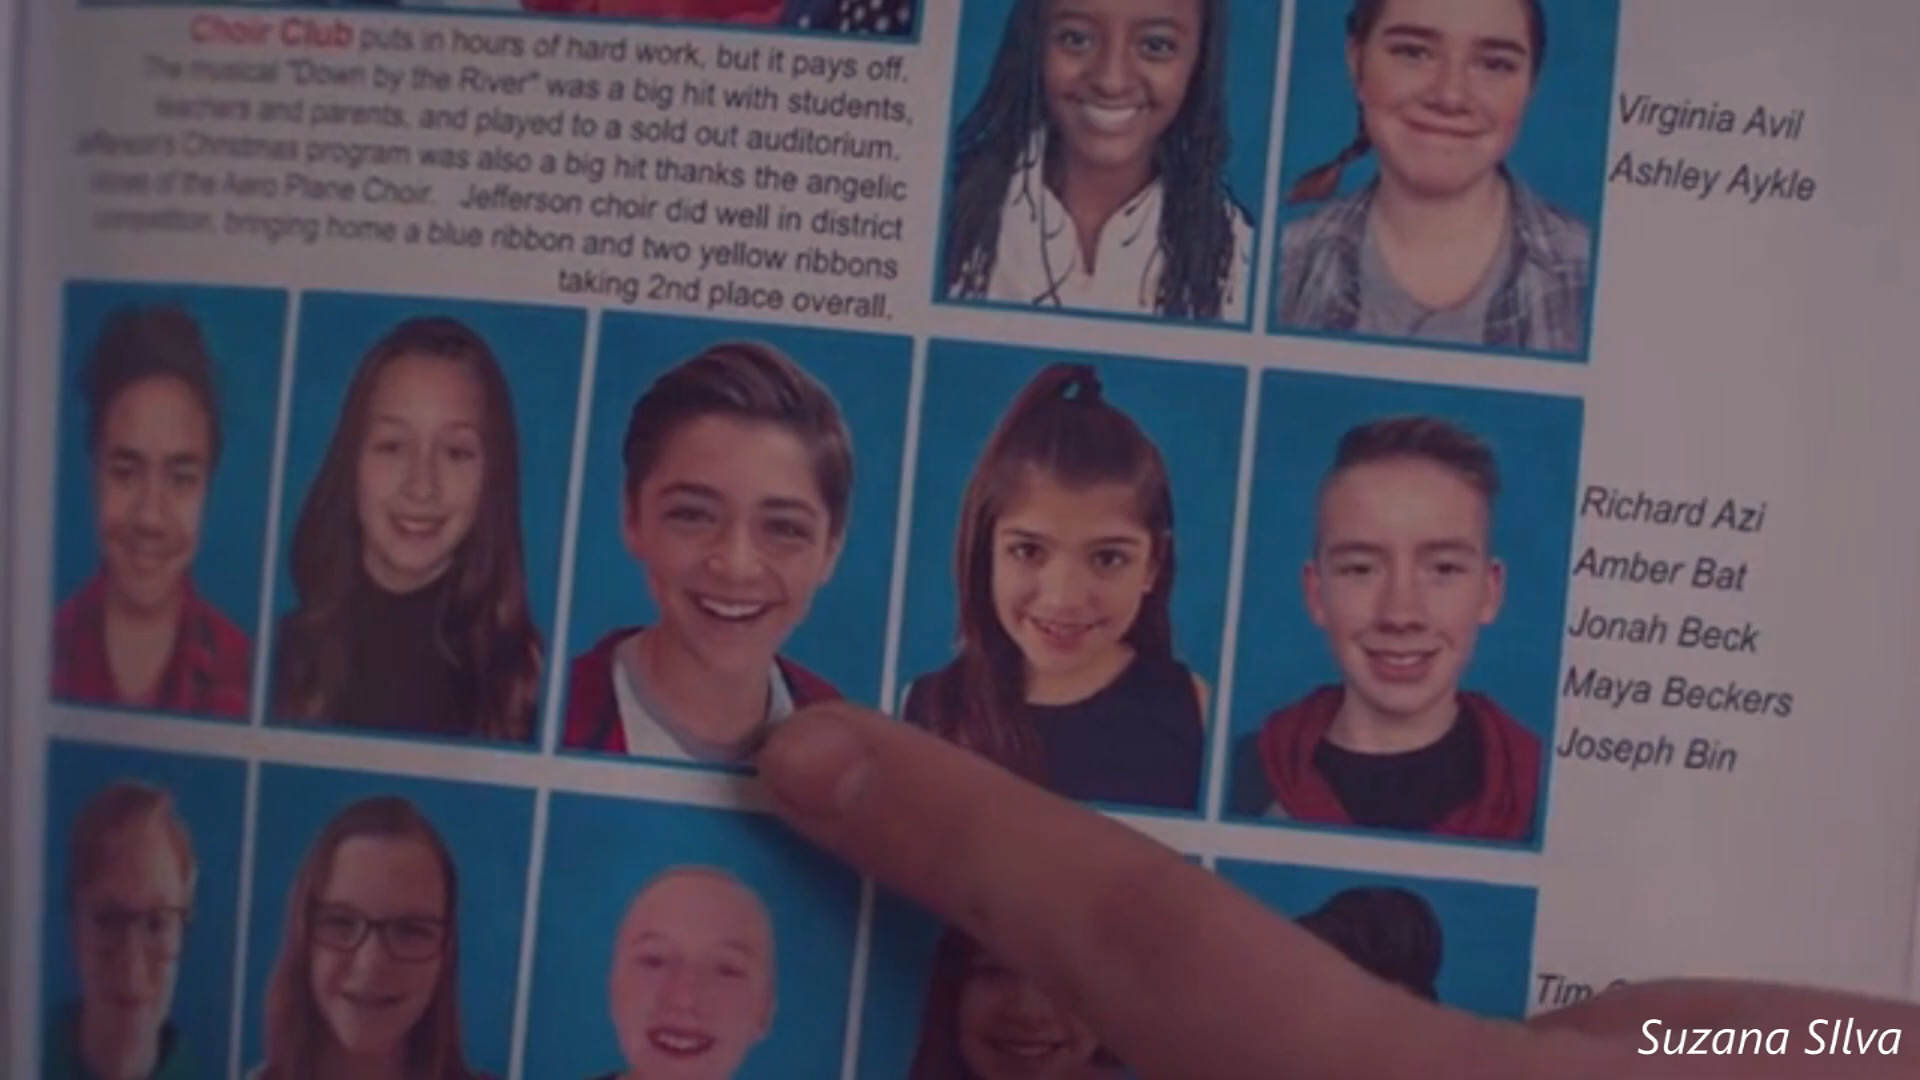 Choir Club puts in hours of hard work, but it pays off.
The musical "Down by the River" was a big hit with students,
teachers and parents, and played to a sold out auditorium.
Jefferson's Christmas program was also a big hit thanks the angelic
voices of the Aero Plane Choir. Jefferson choir did well in district
competition, bringing home a blue ribbon and two yellow ribbons
taking 2nd place overall.
Virginia Avil
Ashley Aykle
Richard Azi
Amber Bat
Jonah Beck
Maya Beckers
Joseph Bin
Tim
Suzana SIlva